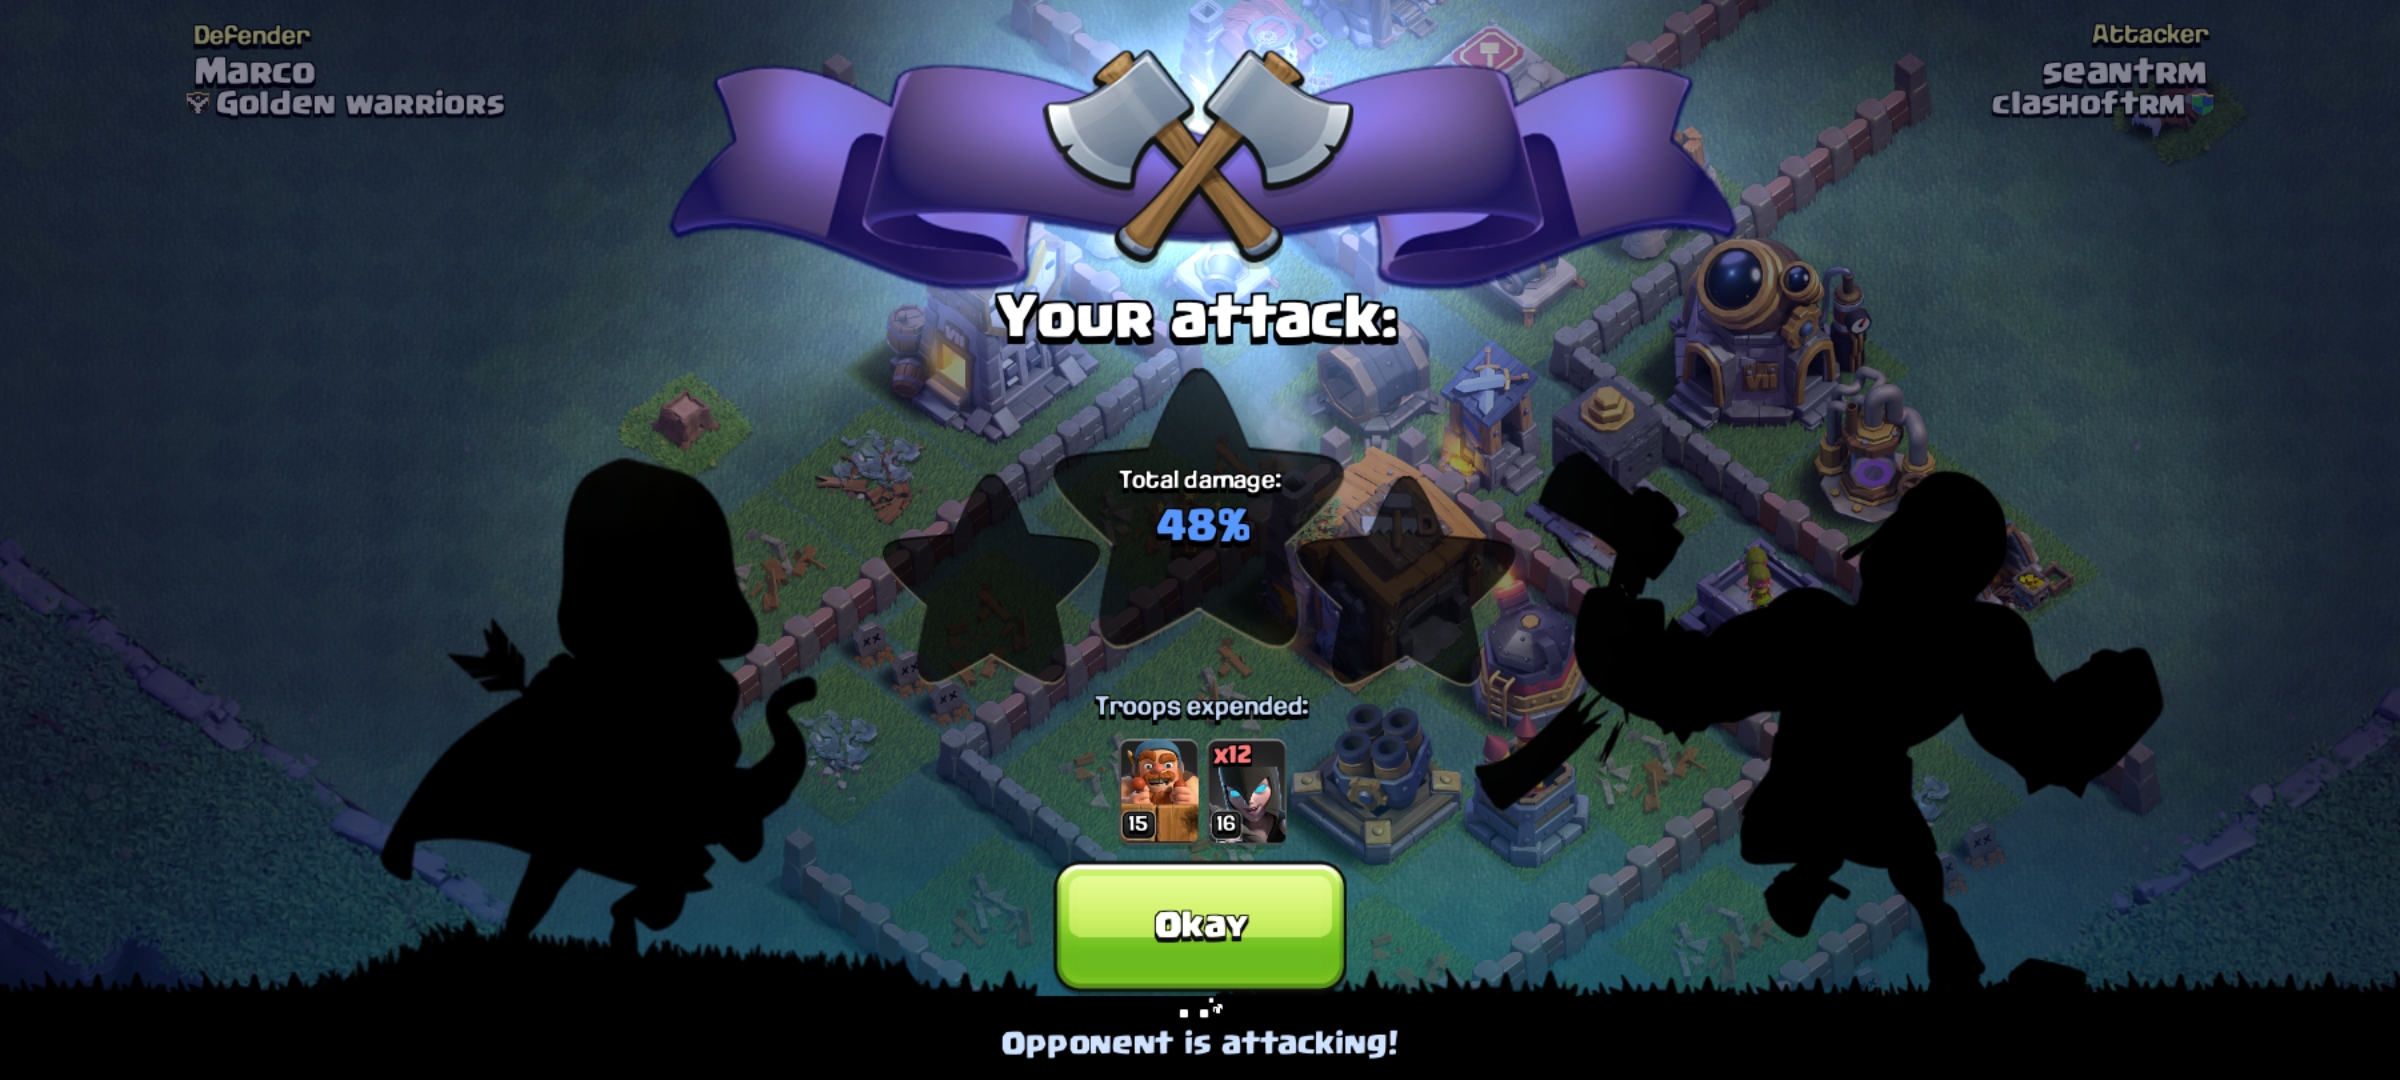 Defender
Marco
Golden warriors
Attacker
seantrm
clashoftrm
Your attack:
Total damage:
48%
Troops expended:
x12
15
16
Okay
Opponent is attacking!